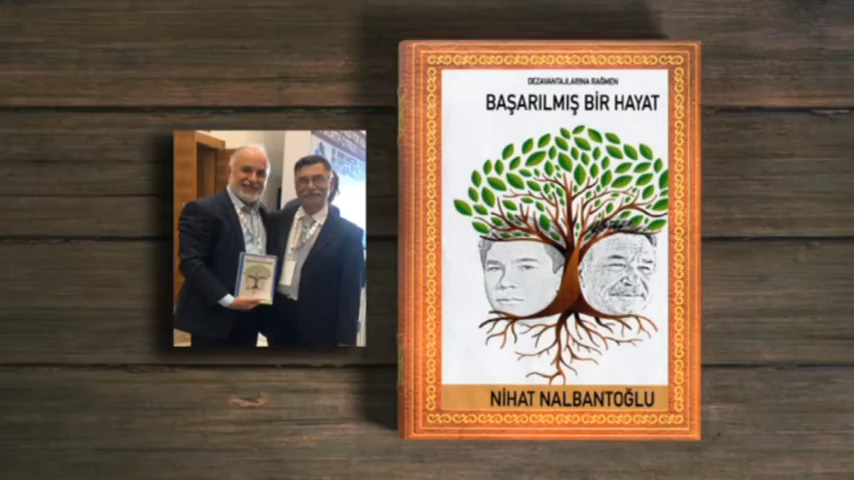 DEZAVANTAJLARINA RAĞMEN
BAŞARILMIŞ BİR HAYAT
NİHAT NALBANTOĞLU